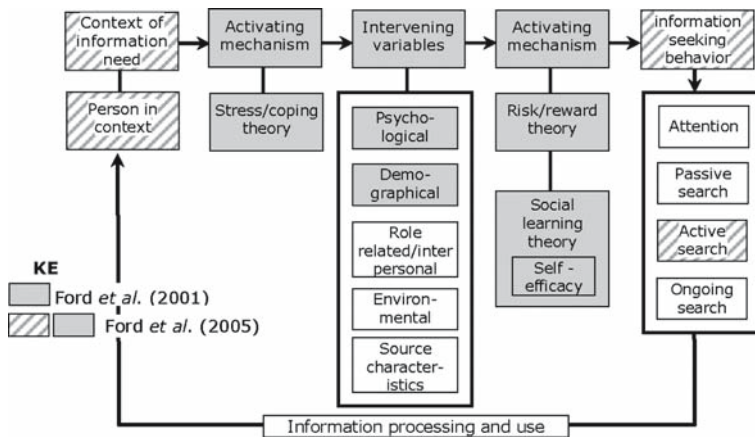 Context of
information
need
Activating
mechanism
Intervening
variables
Activating
mechanism
information
seeking
behavior
Person in
context
Stress/coping
theory
Psycho-
logical
Demo-
graphical
Role
related/inter
personal
Environ-
mental
Source
character-
istics
Risk/reward
theory
Social
learning
theory
Self -
efficacy
Attention
Passive
search
Active
search
Ongoing
search
KE
Ford et al. (2001)
Ford et al. (2005)
Information processing and use